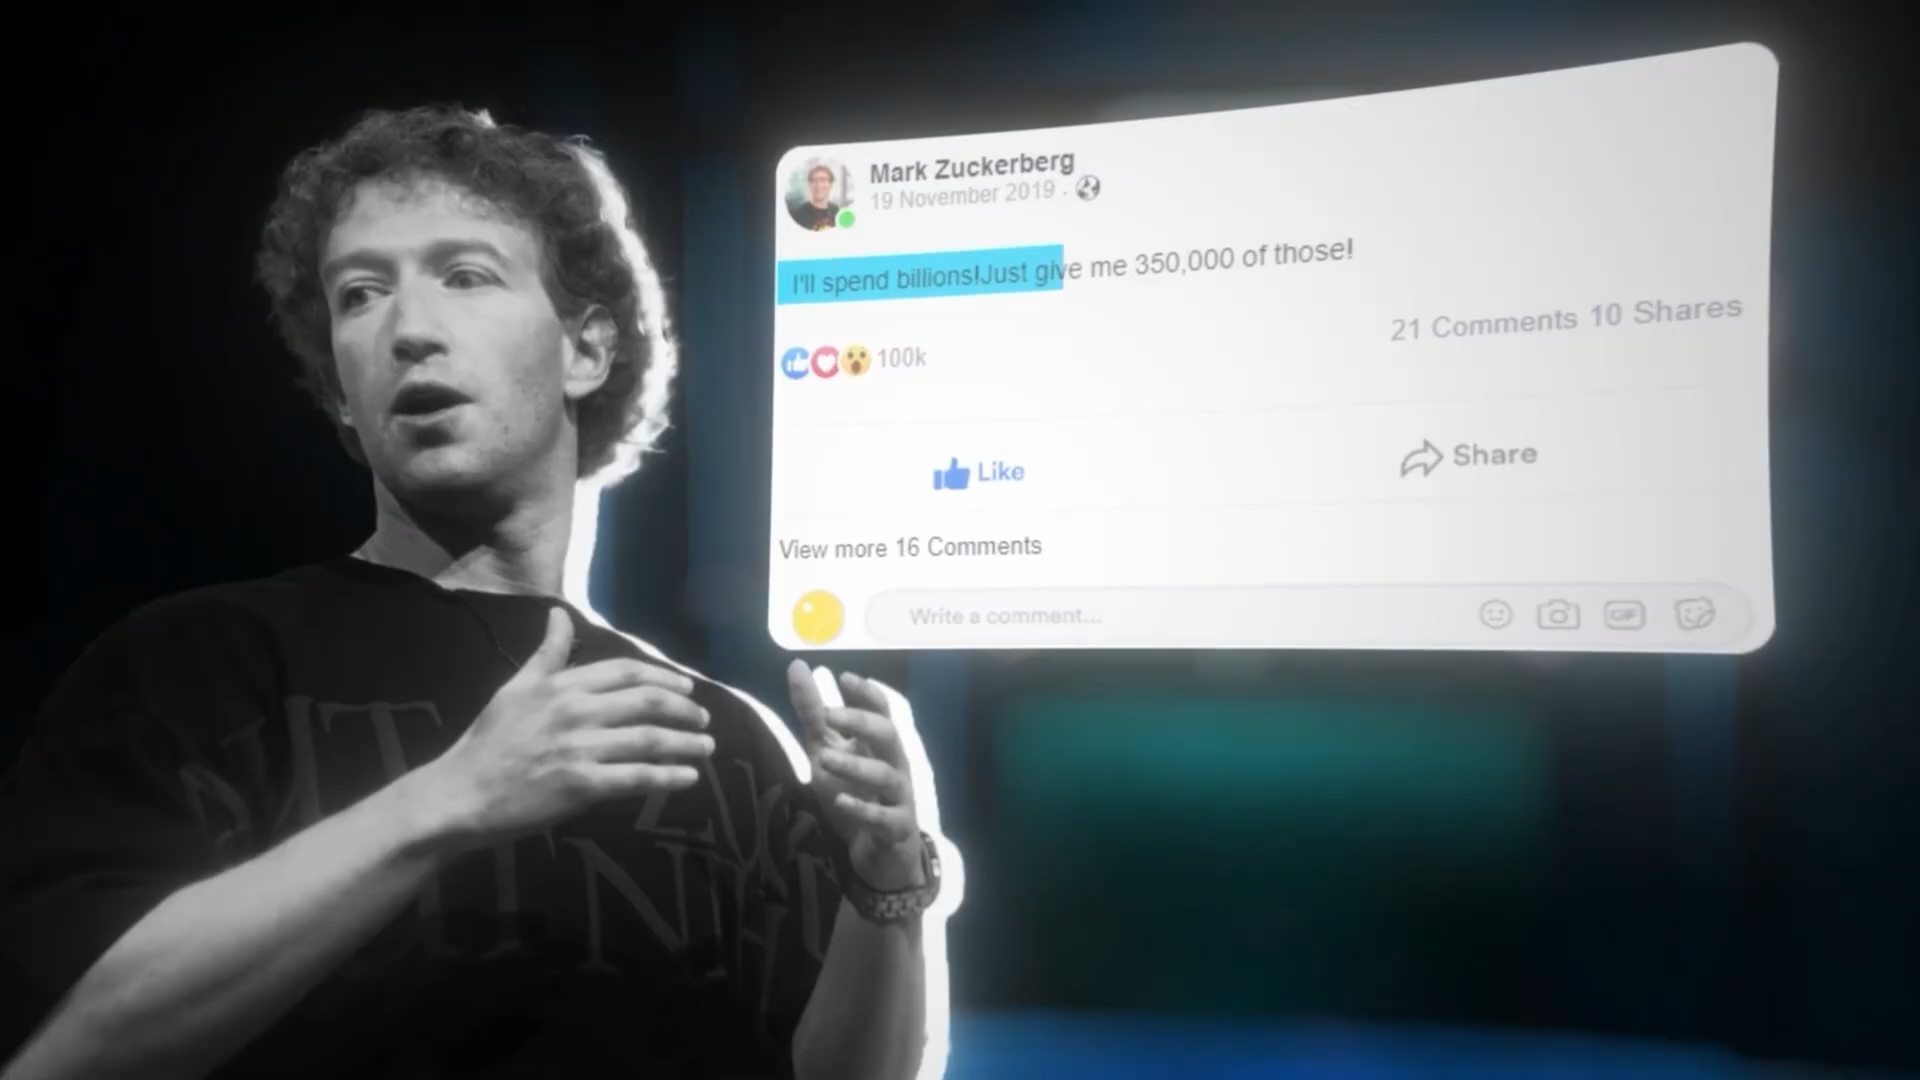 Mark Zuckerberg
19 November 2019 ·
I'll spend billions!Just give me 350,000 of those!
100k
21 Comments 10 Shares
Like
Share
View more 16 Comments
Write a comment...
GIF